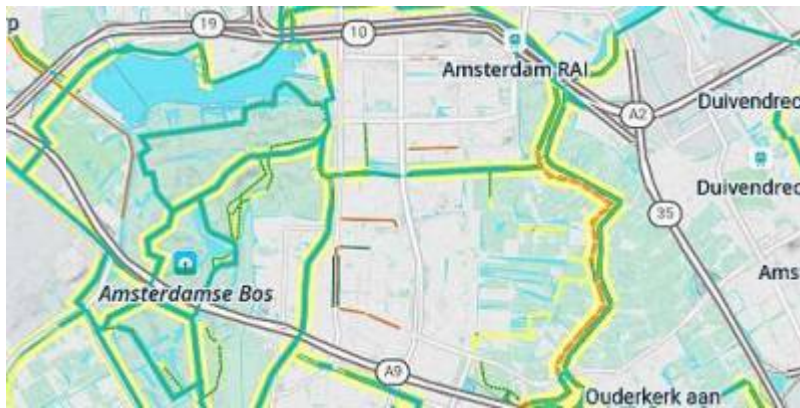 19
10
Amsterdam RAI
A2
Duivendrec
Duivendrec
35
Ams
Amsterdamse Bos
A9
Ouderkerk aan